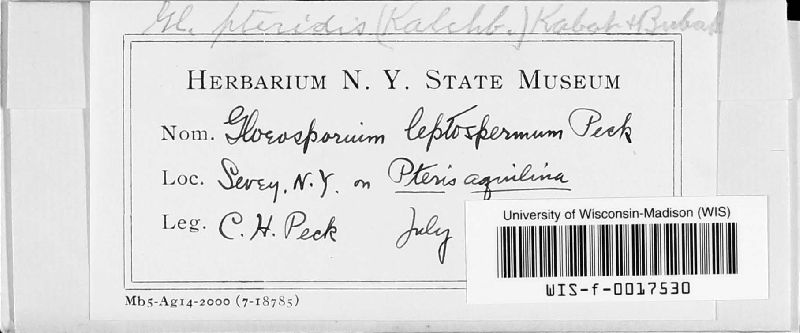 Gl. pteridis (Kalchb.) Kabat & Bubak
HERBARIUM N. Y. STATE MUSEUM
Nom. Gloeosporium leptospermum Peck
Loc. Sevey, N.Y. on Pteris aquilina
Leg. C. H. Peck July
University of Wisconsin-Madison (WIS)
WIS-f-0017530
Mb5-Ag14-2000 (7-18785)